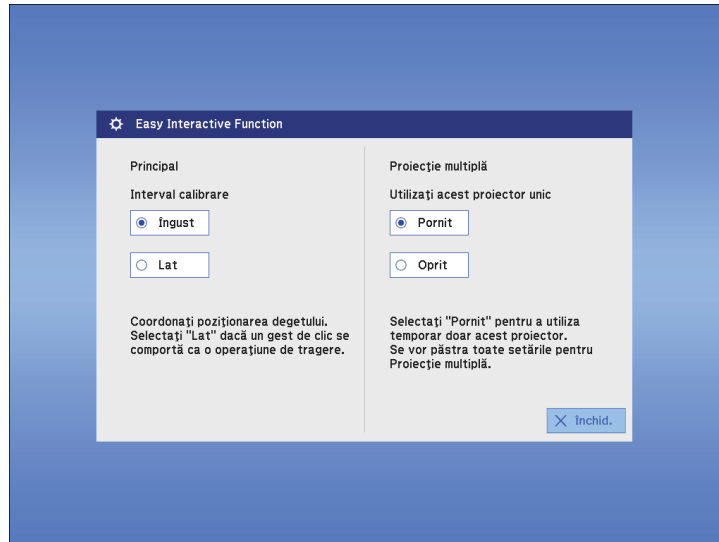 Easy Interactive Function
Principal
Interval calibrare
Îngust
Lat
Coordonaţi poziţionarea degetului.
Selectaţi "Lat" dacă un gest de clic se
comportă ca o operaţiune de tragere.
Proiecţie multiplă
Utilizaţi acest proiector unic
Pornit
Oprit
Selectaţi "Pornit" pentru a utiliza
temporar doar acest proiector.
Se vor păstra toate setările pentru
Proiecţie multiplă.
Închid.